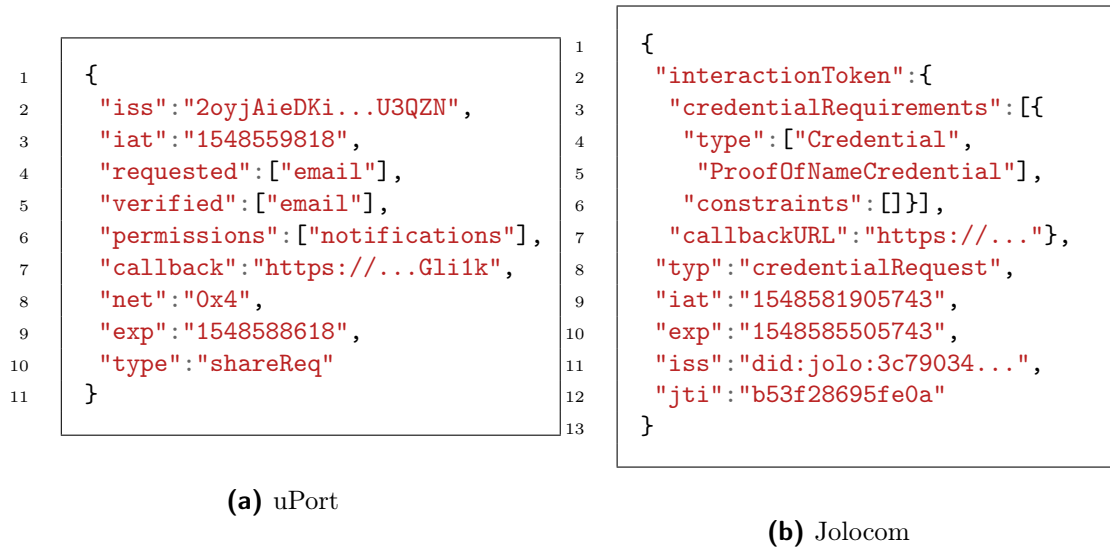 1 {
2 "iss":"2oyjAieDKi...U3QZN",
3 "iat":"1548559818",
4 "requested":["email"],
5 "verified":["email"],
6 "permissions":["notifications"],
7 "callback":"https://...Gli1k",
8 "net":"0x4",
9 "exp":"1548588618",
10 "type":"shareReq"
11 }
(a) uPort
1 {
2 "interactionToken":{
3 "credentialRequirements":[{
4 "type":["Credential",
5 "ProofOfNameCredential"],
6 "constraints":[]}],
7 "callbackURL":"https://..."},
8 "typ":"credentialRequest",
9 "iat":"1548581905743",
10 "exp":"1548585505743",
11 "iss":"did:jolo:3c79034...",
12 "jti":"b53f28695fe0a"
13 }
(b) Jolocom